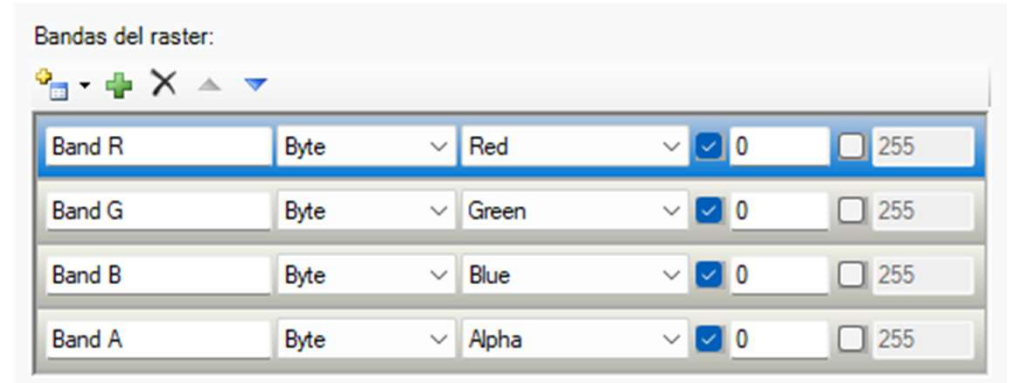 Bandas del raster:
Band R Byte Red 0 255
Band G Byte Green 0 255
Band B Byte Blue 0 255
Band A Byte Alpha 0 255